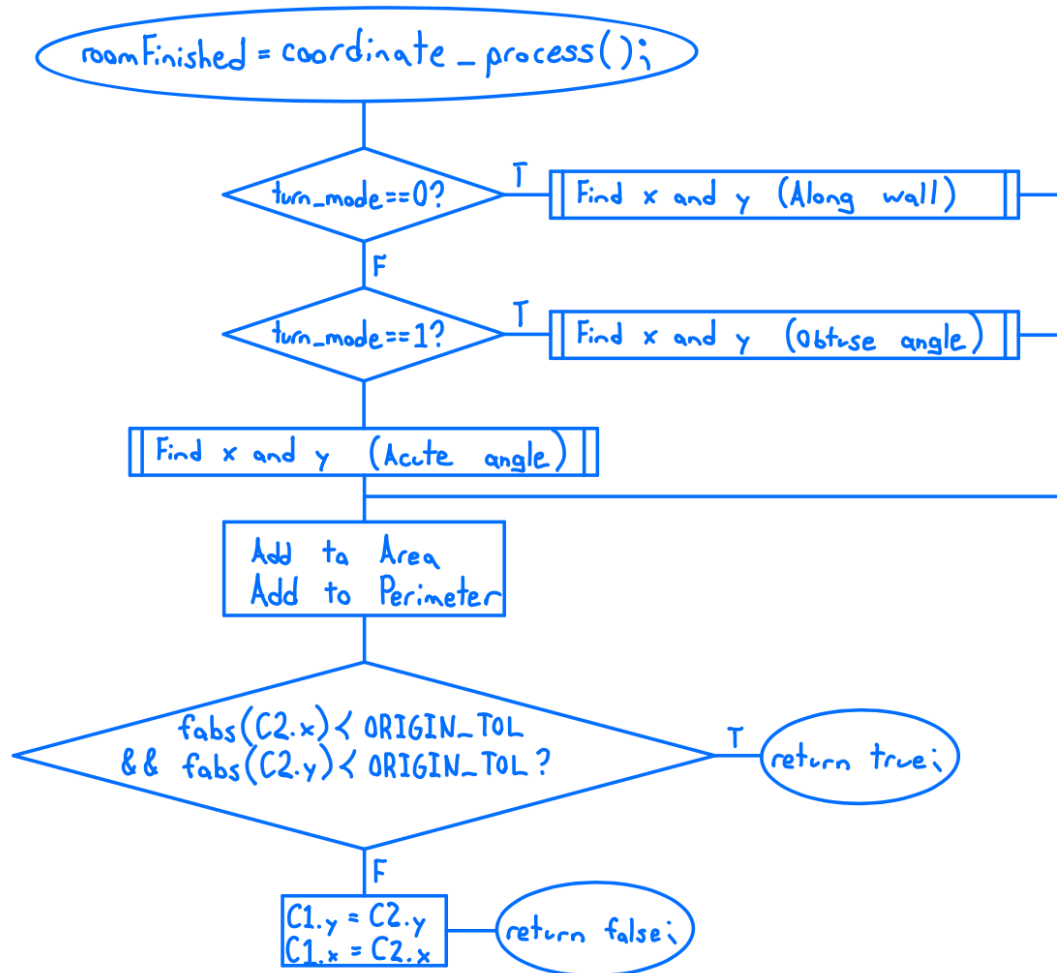 roomFinished = coordinate_process();
turn_mode==0?
T
Find x and y (Along wall)
F
turn_mode==1?
T
Find x and y (Obtuse angle)
Find x and y (Acute angle)
Add to Area
Add to Perimeter
fabs(C2.x)< ORIGIN_TOL
&& fabs(C2.y)< ORIGIN_TOL?
T
return true;
F
C1.y = C2.y
C1.x = C2.x
return false;